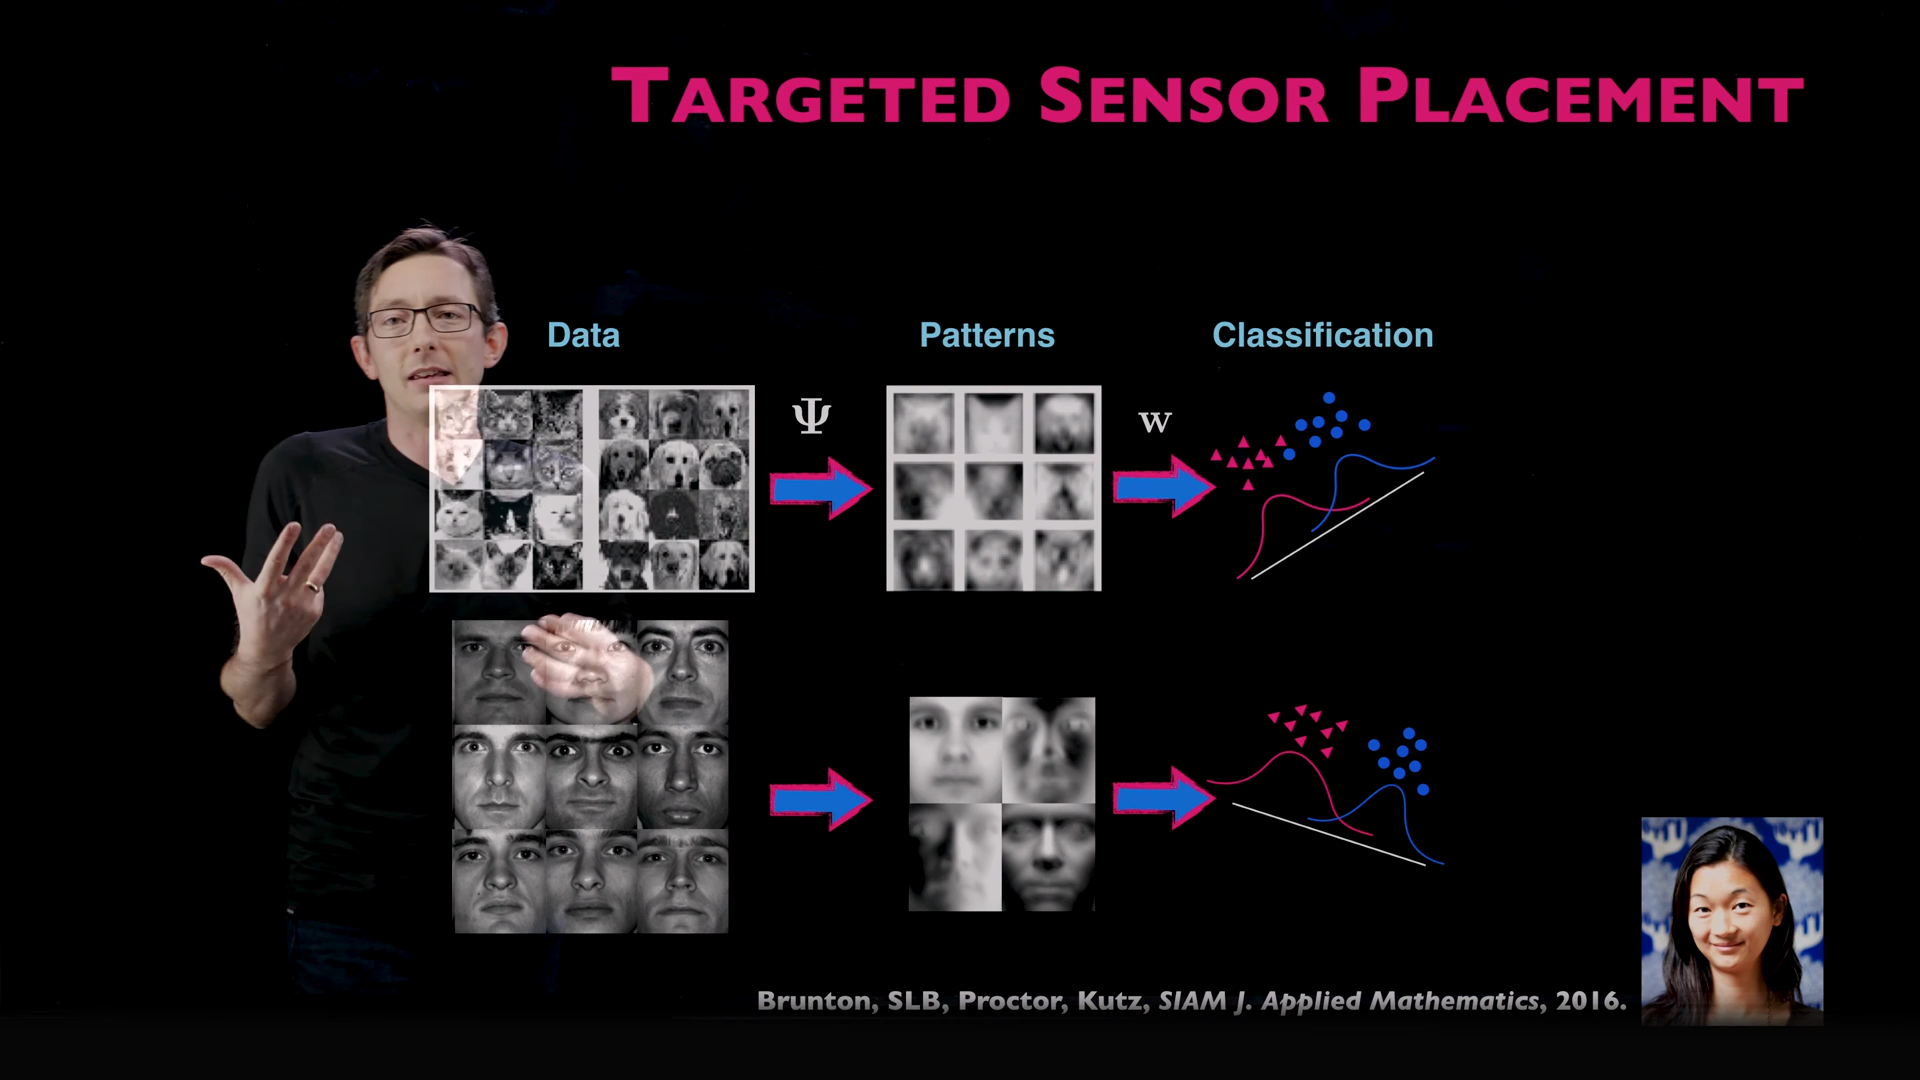 TARGETED SENSOR PLACEMENT
Data
Patterns
Classification
Ψ
w
Brunton, SLB, Proctor, Kutz, SIAM J. Applied Mathematics, 2016.